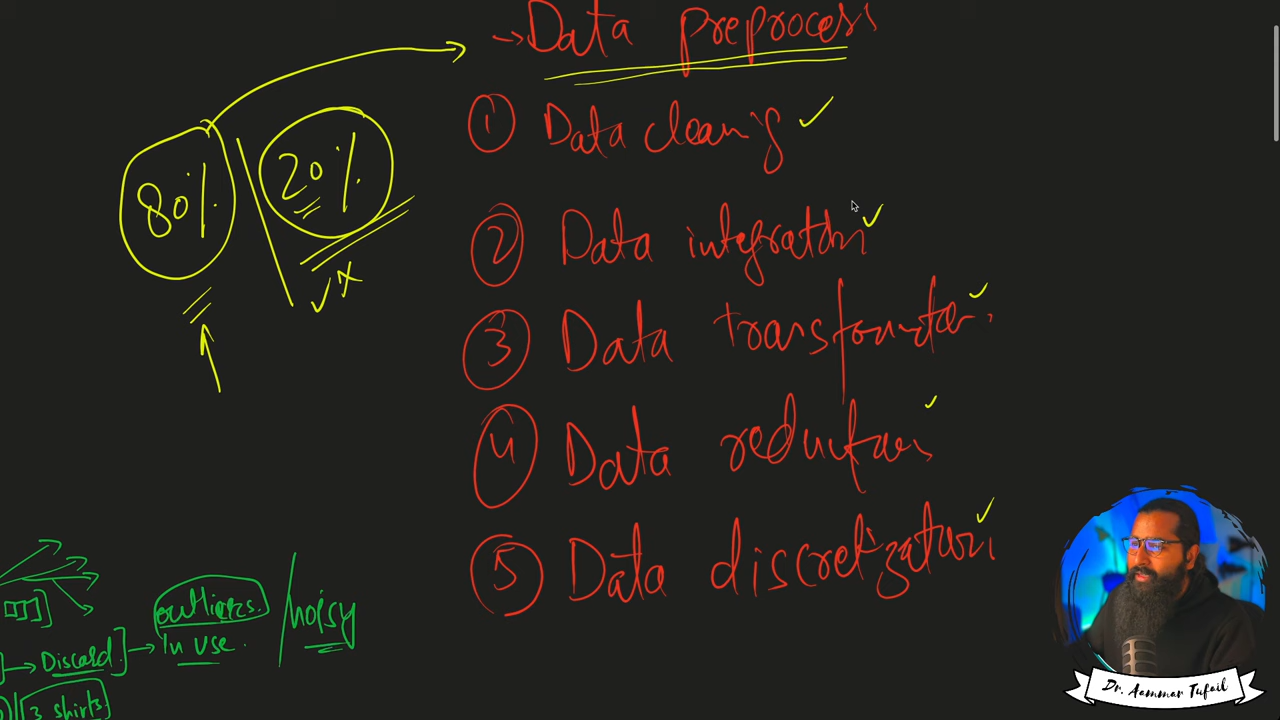 →Data preprocess
① Data cleaning ✓
② Data integration ✓
③ Data transformation ✓
④ Data reduction ✓
⑤ Data discretization ✓
80% | 20%
✓ x
outliers. / noisy
→ Discard] → In use.
3 shirts
Dr. Aammar Tufail